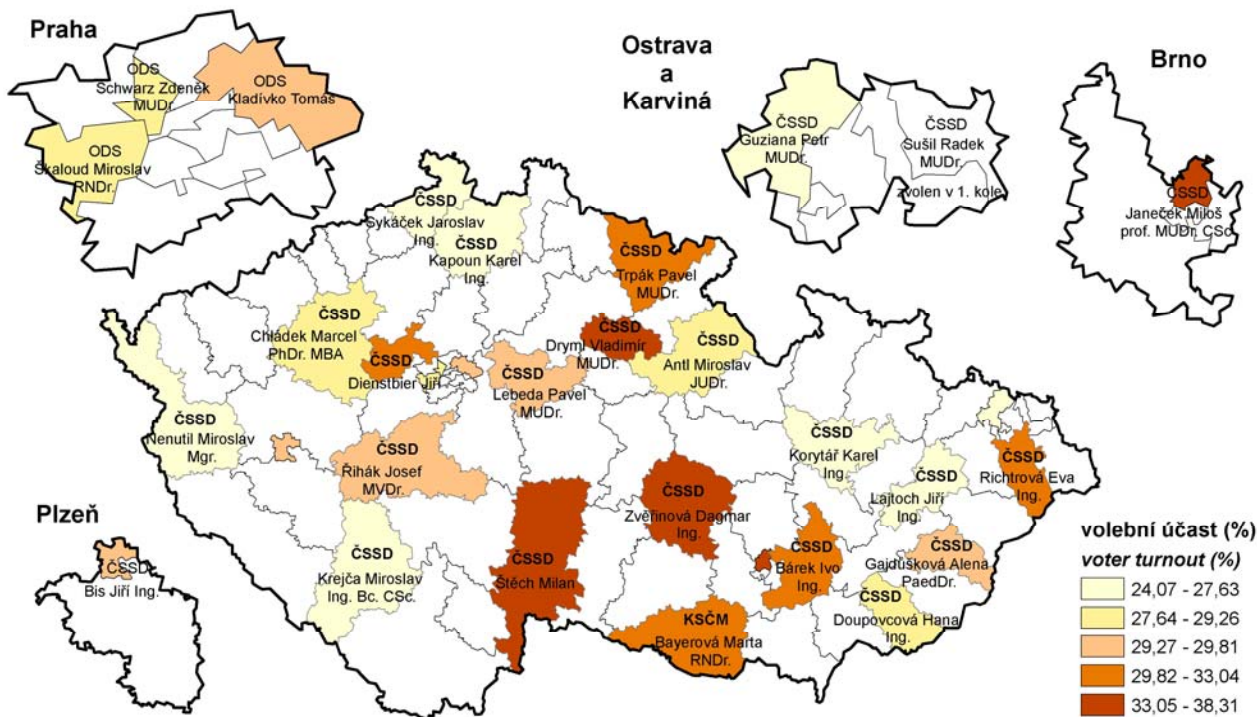 Praha
ODS
Schwarz Zdeněk
MUDr.
ODS
Kladívko Tomáš
ODS
Škaloud Miroslav
RNDr.
Ostrava
a
Karviná
ČSSD
Guziana Petr
MUDr.
ČSSD
Sušil Radek
MUDr.
zvolen v 1. kole
Brno
ČSSD
Janeček Miloš
prof. MUDr. CSc.
ČSSD
Sykáček Jaroslav
Ing.
ČSSD
Kapoun Karel
Ing.
ČSSD
Trpák Pavel
MUDr.
ČSSD
Chládek Marcel
PhDr. MBA
ČSSD
Dienstbier Jiří
ČSSD
Lebeda Pavel
MUDr.
ČSSD
Dryml Vladimír
MUDr.
ČSSD
Antl Miroslav
JUDr.
ČSSD
Nenutil Miroslav
Mgr.
ČSSD
Řihák Josef
MVDr.
ČSSD
Korytář Karel
Ing.
ČSSD
Lajtoch Jiří
Ing.
ČSSD
Richtrová Eva
Ing.
ČSSD
Zvěřinová Dagmar
Ing.
ČSSD
Krejča Miroslav
Ing. Bc. CSc.
ČSSD
Štěch Milan
ČSSD
Bárek Ivo
Ing.
ČSSD
Gajdůšková Alena
PaedDr.
ČSSD
Doupovcová Hana
Ing.
KSČM
Bayerová Marta
RNDr.
Plzeň
ČSSD
Bis Jiří Ing.
volební účast (%)
voter turnout (%)
24,07 - 27,63
27,64 - 29,26
29,27 - 29,81
29,82 - 33,04
33,05 - 38,31